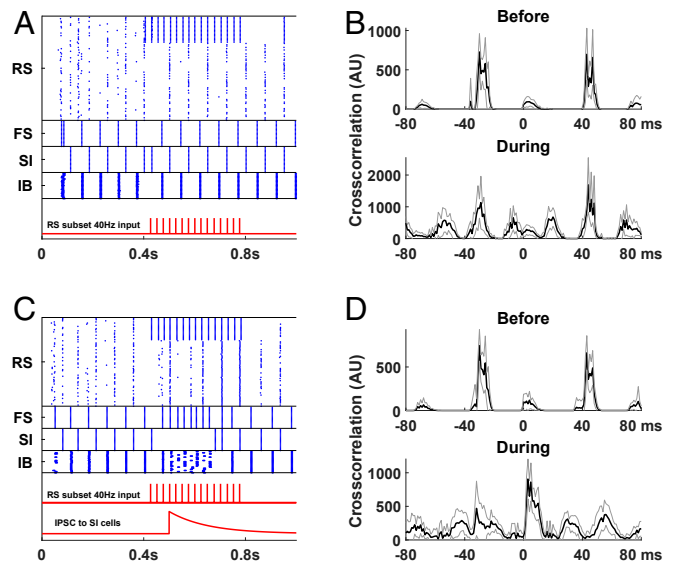 A
RS
FS
SI
IB
RS subset 40Hz input
0 0.4s 0.8s
B
Before
1000
500
0
-80 -40 0 40 80 ms
During
2000
1000
0
-80 -40 0 40 80 ms
Crosscorrelation (AU)
C
RS
FS
SI
IB
RS subset 40Hz input
IPSC to SI cells
0 0.4s 0.8s
D
Before
500
0
-80 -40 0 40 80 ms
During
1000
500
0
-80 -40 0 40 80 ms
Crosscorrelation (AU)